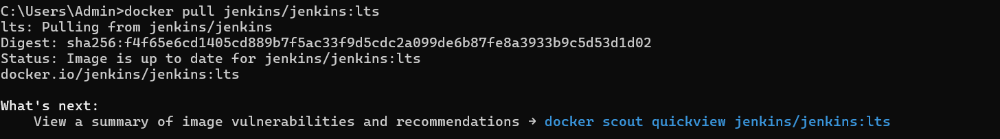 C:\Users\Admin>docker pull jenkins/jenkins:lts
lts: Pulling from jenkins/jenkins
Digest: sha256:f4f65e6cd1405cd889b7f5ac33f9d5cdc2a099de6b87fe8a3933b9c5d53d1d02
Status: Image is up to date for jenkins/jenkins:lts
docker.io/jenkins/jenkins:lts
What's next:
    View a summary of image vulnerabilities and recommendations → docker scout quickview jenkins/jenkins:lts